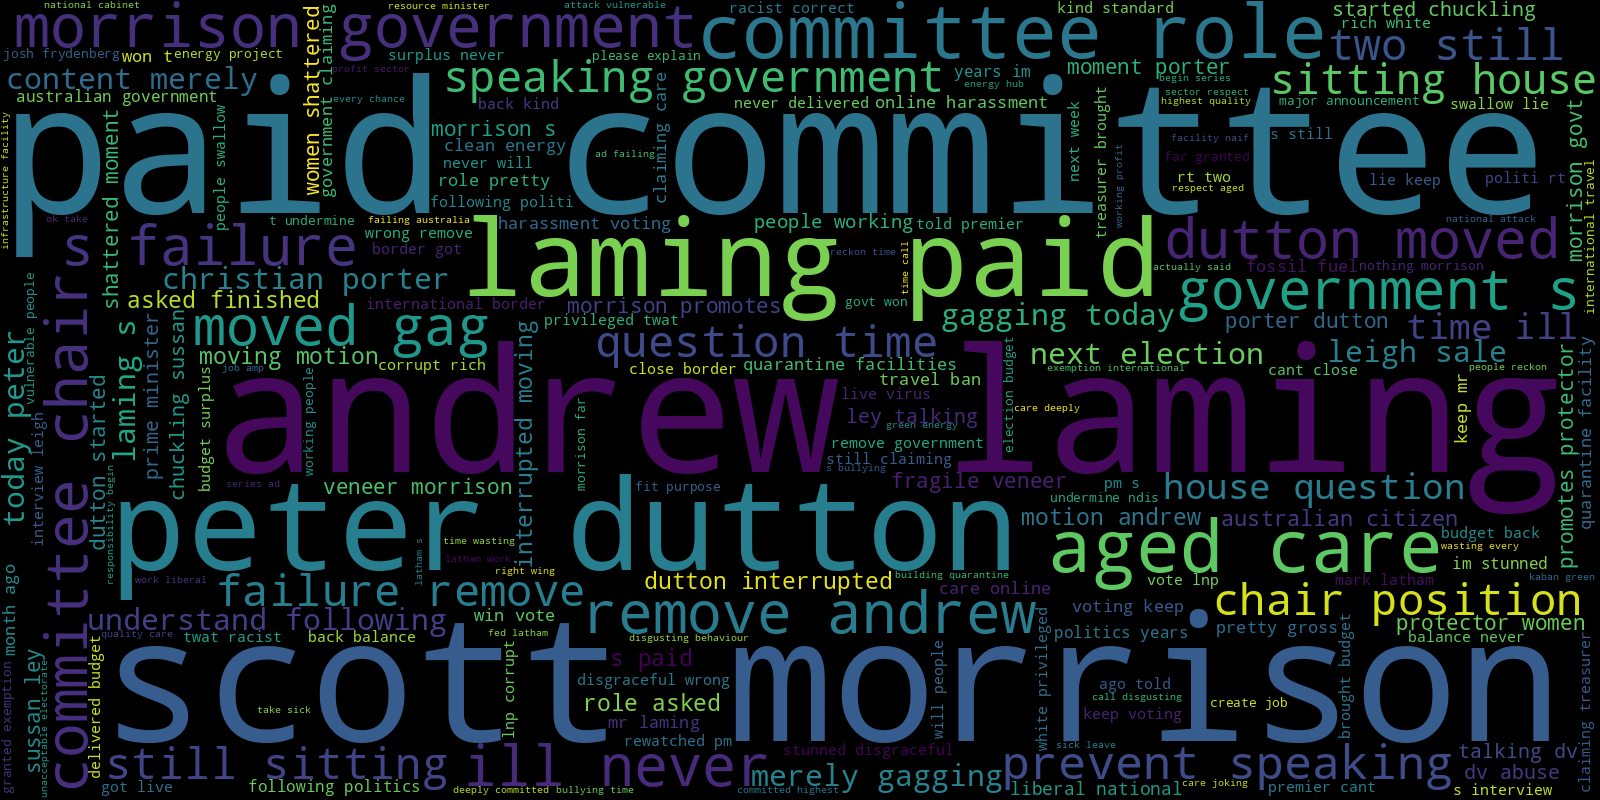 national cabinet
resource minister
attack vulnerable
racist correct
kind standard
started chuckling
morrison government
committee role
rich white
two still
josh frydenberg
won t
energy project
women shattered
government claiming
surplus never
please explain
content merely
profit sector
speaking government
years im
moment porter
sitting house
energy hub
begin series
sector respect
australian government
every chance
back kind
claiming care
never delivered
online harassment
highest quality
major announcement
swallow lie
paid committee
infrastructure facility
shattered moment
people swallow
morrison s
clean energy
never will
ad failing
next week
treasurer brought
facility naif
s still
morrison govt
far granted
working profit
role pretty
rt two
respect aged
lie keep
politi rt
following politi
international travel
ok take
t undermine
failing australia
harassment voting
people working
told premier
national attack
s failure
wrong remove
border got
laming paid
reckon time
time call
dutton moved
christian porter
actually said
fossil fuel
nothing morrison
asked finished
international border
morrison promotes
govt won
government s
vulnerable people
today peter
committee chair
laming s
prime minister
chuckling sussan
moved gag
privileged twat
gagging today
porter dutton
time ill
moving motion
interrupted moving
question time
quarantine facilities
election budget
next election
leigh sale
job amp
corrupt rich
close border
travel ban
exemption international
cant close
people reckon
promotes protector
quarantine facility
dutton started
budget surplus
working people
andrew laming
morrison far
live virus
ley talking
green energy
care deeply
keep mr
interview leigh
remove government
still claiming
s bullying
responsibility begin
series ad
veneer morrison
fit purpose
fragile veneer
pm s
undermine ndis
house question
peter dutton
motion andrew
australian citizen
budget back
time wasting
aged care
wasting every
latham s
latham work
im stunned
month ago
right wing
work liberal
building quarantine
vote lnp
mark latham
kaban green
failure remove
dutton interrupted
care online
chair position
understand following
win vote
remove andrew
voting keep
pretty gross
protector women
quality care
twat racist
back balance
fed latham
disgusting behaviour
white privileged
politics years
balance never
granted exemption
sussan ley
unacceptable electorate
delivered budget
scott morrison
s paid
disgraceful wrong
will people
ago told
call disgusting
brought budget
claiming treasurer
take sick
lnp corrupt
role asked
keep voting
create job
mr laming
rewatched pm
sick leave
still sitting
ill never
stunned disgraceful
prevent speaking
talking dv
merely gagging
dv abuse
got live
following politics
deeply committed
bullying time
committed highest
liberal national
care joking
premier cant
s interview